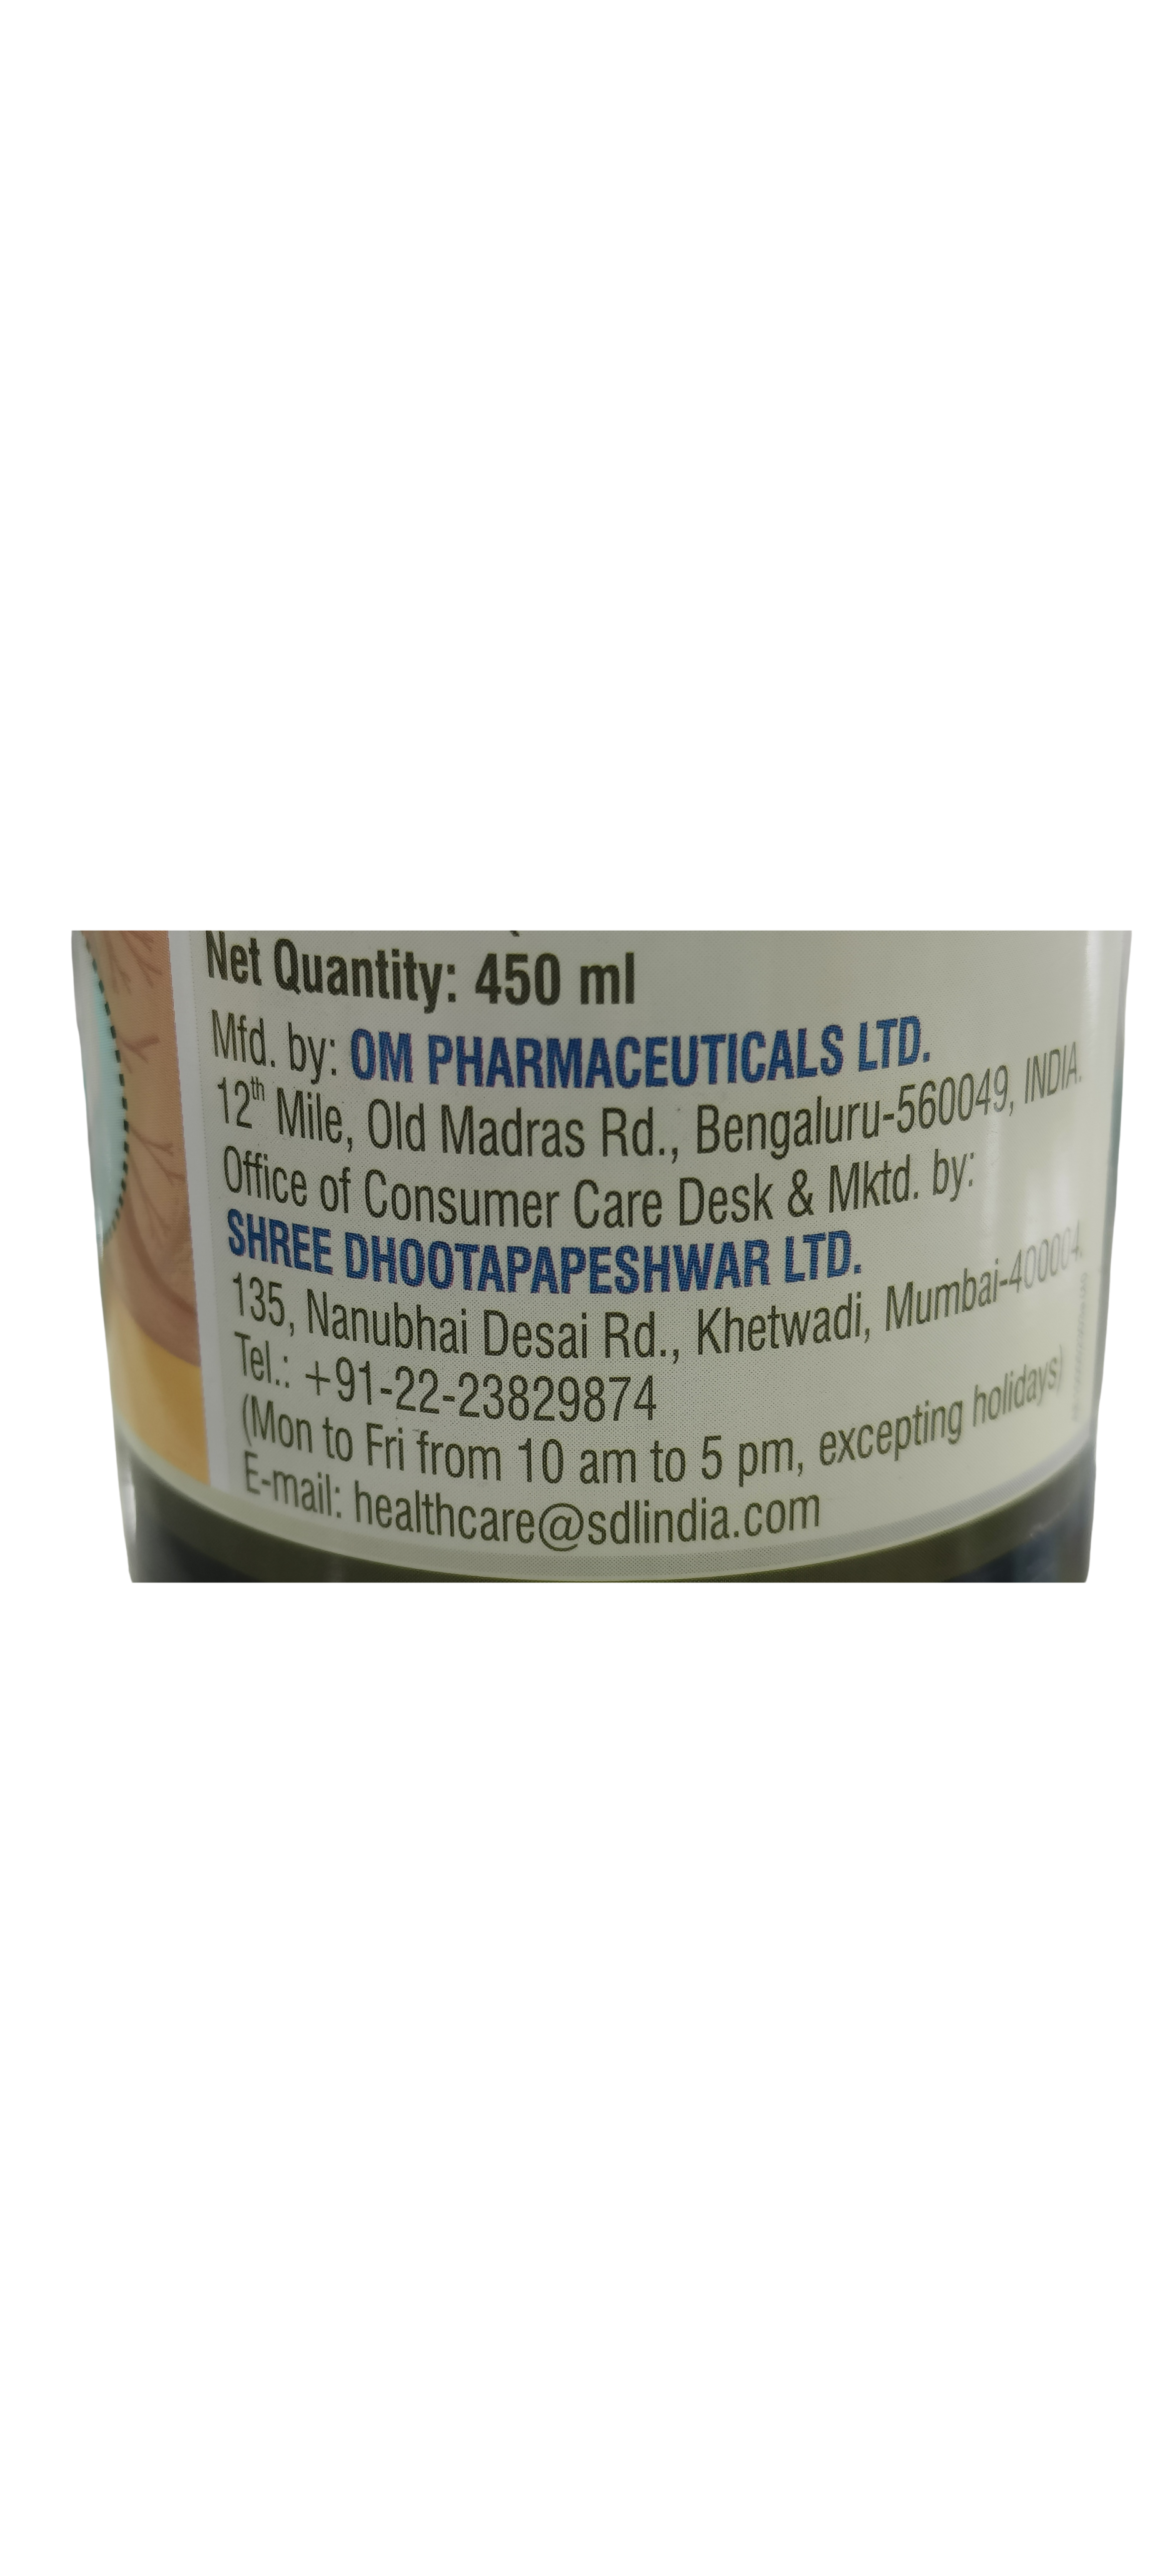 Net Quantity: 450 ml
Mfd. by: OM PHARMACEUTICALS LTD.
12th Mile, Old Madras Rd., Bengaluru-560049, INDIA.
Office of Consumer Care Desk & Mktd. by:
SHREE DHOOTAPAPESHWAR LTD.
135, Nanubhai Desai Rd., Khetwadi, Mumbai-400004.
Tel.: +91-22-23829874
(Mon to Fri from 10 am to 5 pm, excepting holidays)
E-mail: healthcare@sdlindia.com